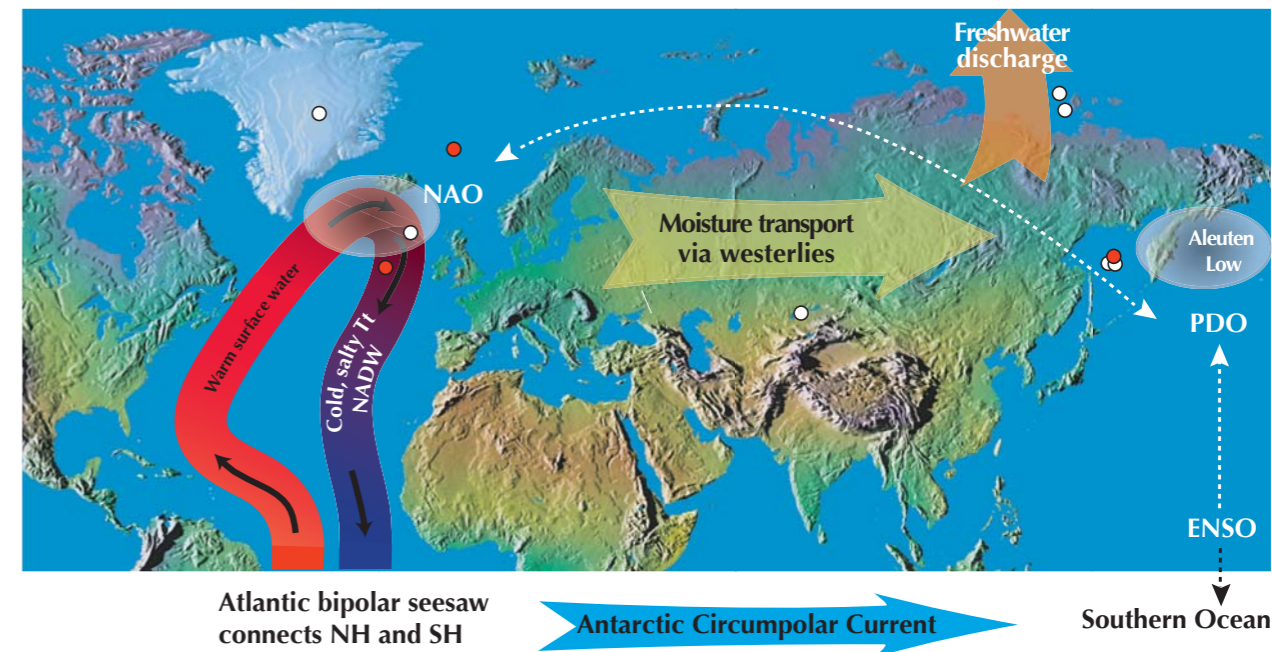 Freshwater
discharge
NAO
Moisture transport
via westerlies
Aleuten
Low
Warm surface water
Cold, salty Tt
NADW
PDO
ENSO
Atlantic bipolar seesaw
connects NH and SH
Antarctic Circumpolar Current
Southern Ocean